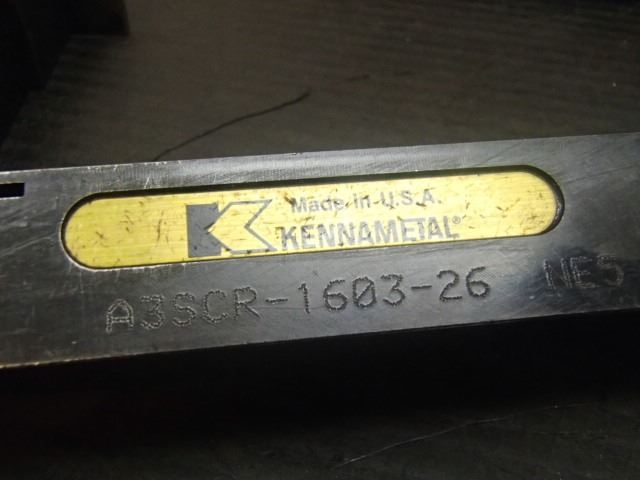 Made in U.S.A.
KENNAMETAL®
A3SCR-1603-26 NE5